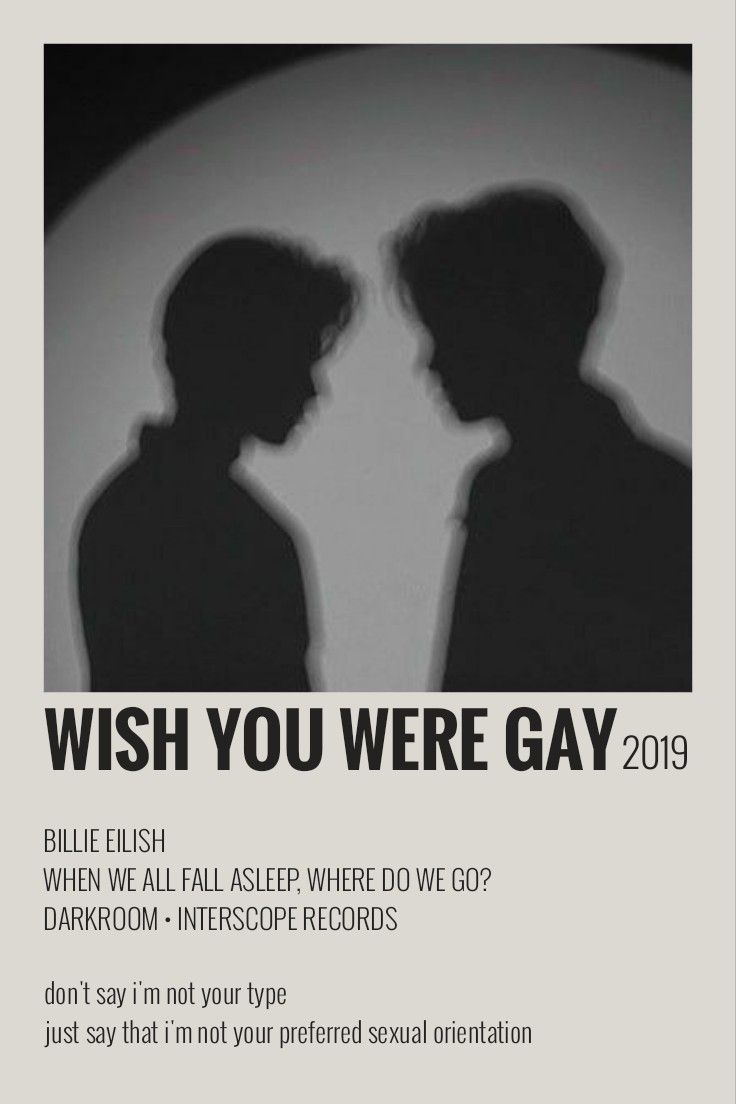 WISH YOU WERE GAY 2019
BILLIE EILISH
WHEN WE ALL FALL ASLEEP, WHERE DO WE GO?
DARKROOM • INTERSCOPE RECORDS
don't say i'm not your type
just say that i'm not your preferred sexual orientation